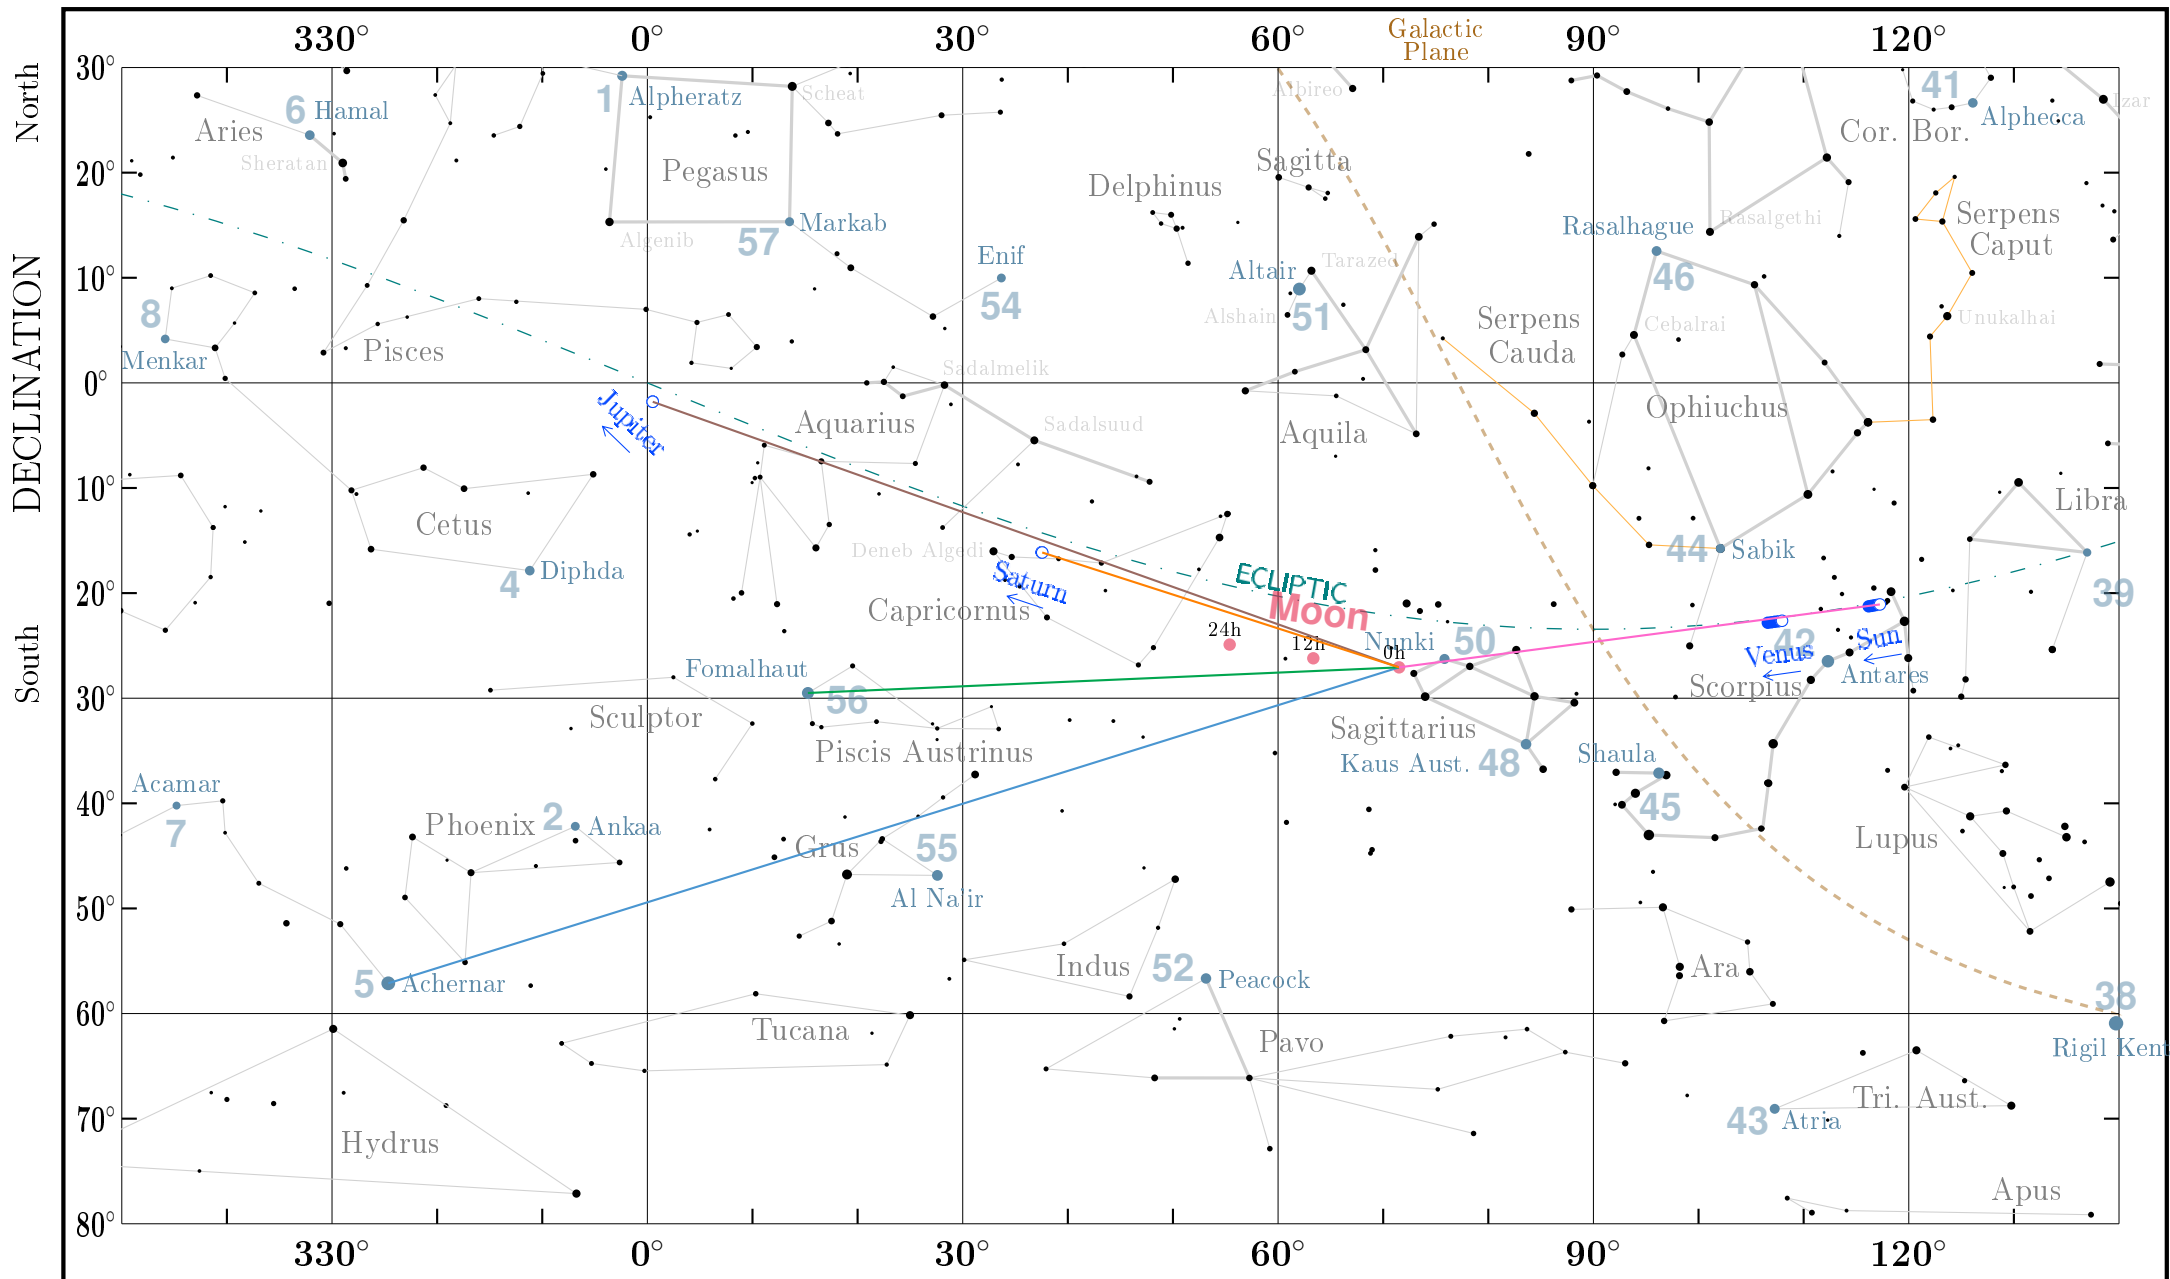 Galactic
Plane
330° 0° 30° 60° 90° 120°
North
DECLINATION
South
30°
20°
10°
0°
10°
20°
30°
40°
50°
60°
70°
80°
6 Hamal
Aries
Sheratan
1 Alpheratz
Scheat
Pegasus
Markab
57
Algenib
Enif
54
Albireo
Sagitta
Delphinus
Altair
51
Tarazed
Alshain
41
Alphecca
Izar
Cor. Bor.
Rasalhague
46
Rasalgethi
Serpens
Caput
Unukalhai
Serpens
Cauda
Cebalrai
Ophiuchus
8
Menkar
Pisces
Jupiter
Sadalmelik
Aquarius
Sadalsuud
Aquila
Cetus
4 Diphda
Deneb Algedi
Saturn
Capricornus
ECLIPTIC
Moon
24h
12h
0h
Nunki 50
44 Sabik
Libra
39
42
Venus
Sun
Antares
Scorpius
Fomalhaut
56
Sculptor
Piscis Austrinus
Sagittarius
Kaus Aust. 48
Shaula
45
Acamar
7
Phoenix
2
Ankaa
Grus
55
Al Na'ir
Lupus
5 Achernar
Indus
52 Peacock
Ara
38
Rigil Kent
Tucana
Pavo
Hydrus
Tri. Aust.
43 Atria
Apus
330° 0° 30° 60° 90° 120°